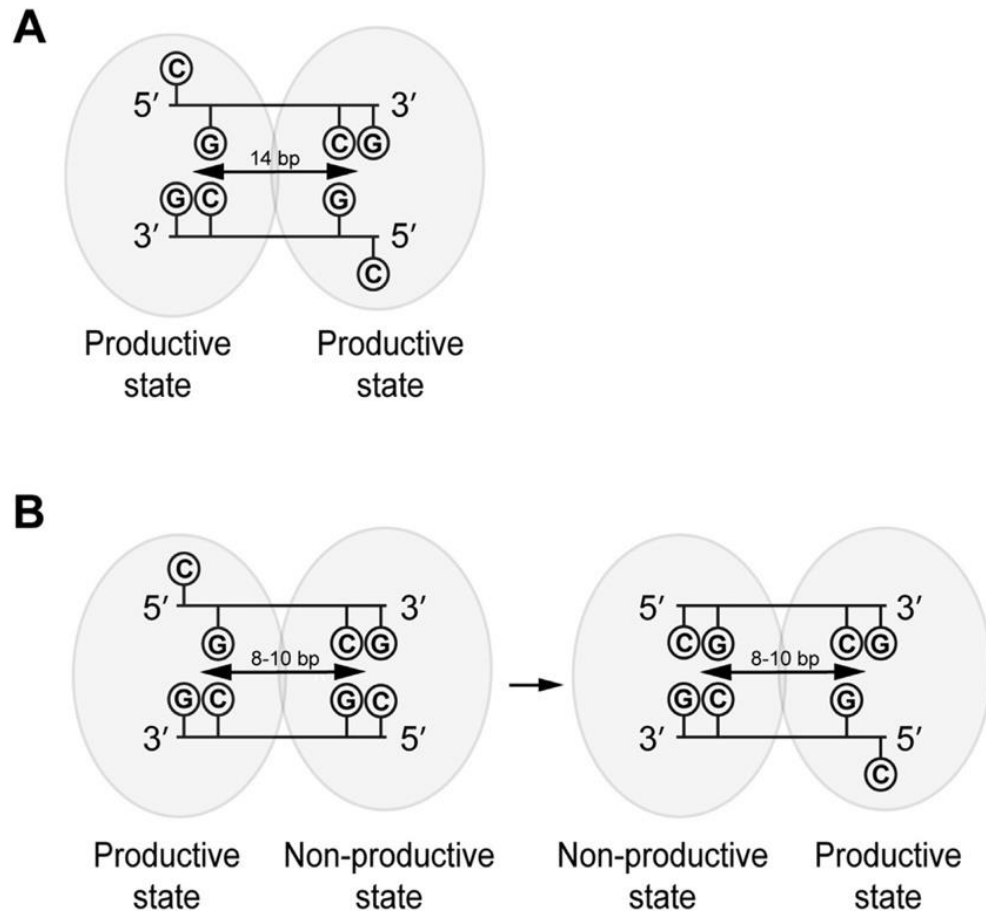 A
C
5′ 3′
G C G
14 bp
G C G
3′ 5′
C
Productive state Productive state
B
C
5′ 3′ 5′ 3′
G C G C G C G
8-10 bp 8-10 bp
G C G C G C G
3′ 5′ 3′ 5′
C
Productive Non-productive Non-productive Productive
state state state state